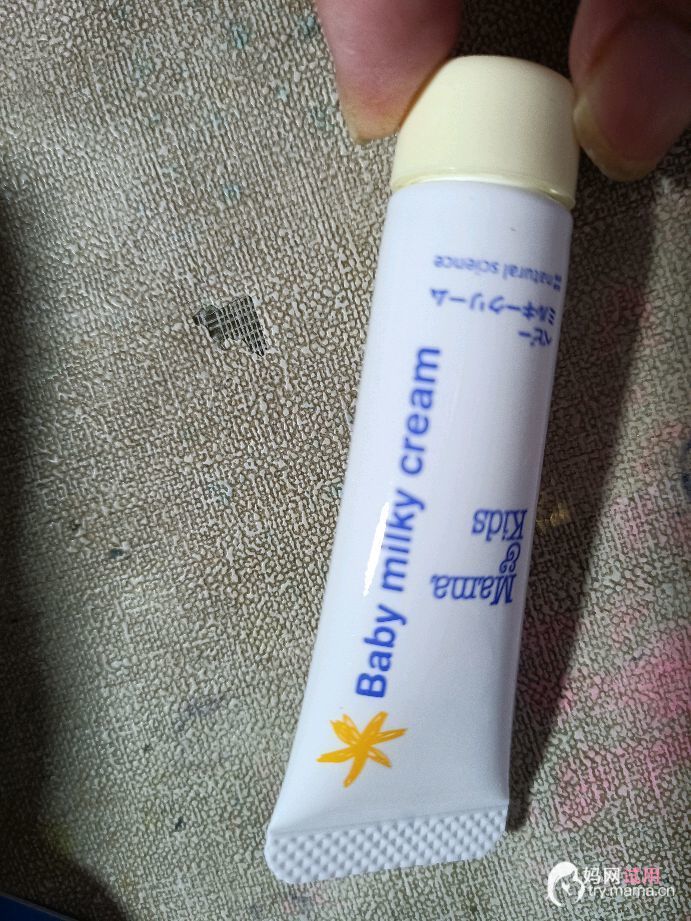 natural science
ベビー
ミルキークリーム
Baby milky cream
Mama
&
Kids
妈网试用
try.mama.cn